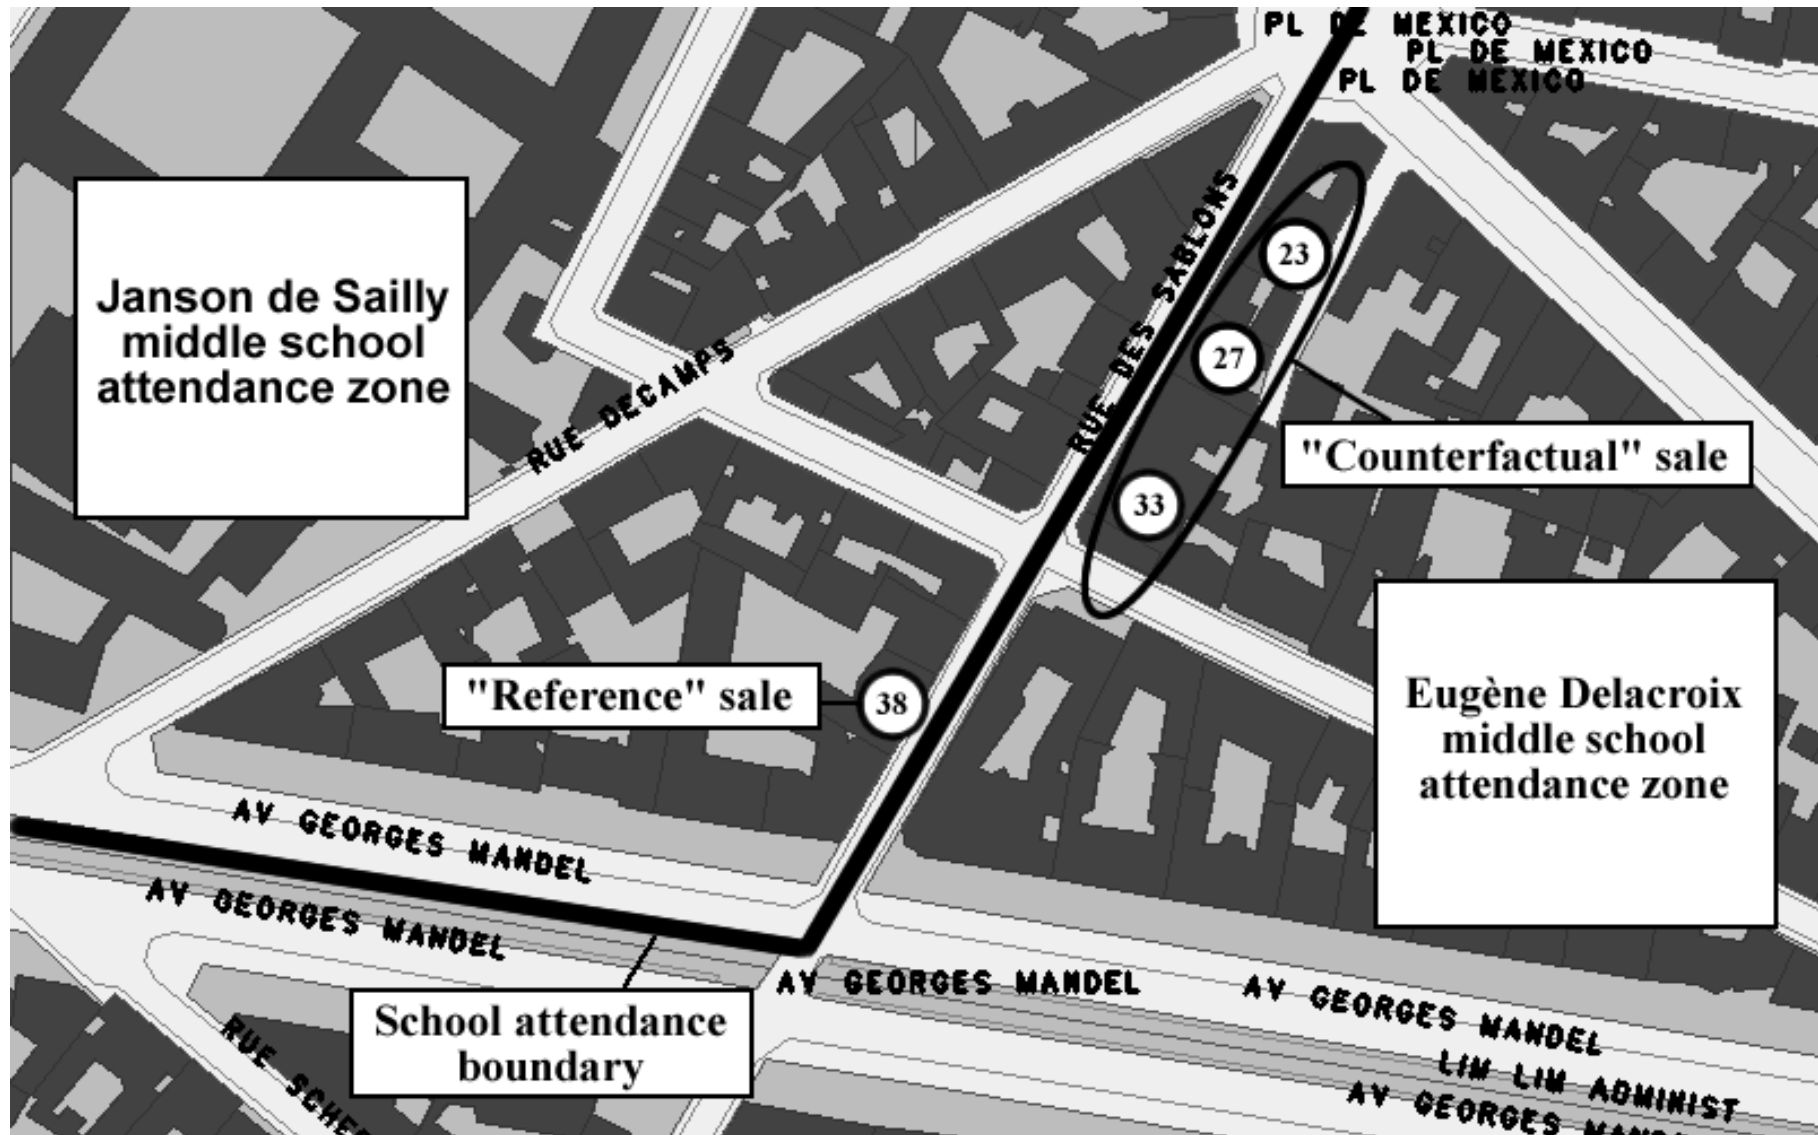 PL DE MEXICO
PL DE MEXICO
PL DE MEXICO
Janson de Sailly
middle school
attendance zone
RUE DES SABLONS
23
RUE DECAMPS
27
"Counterfactual" sale
33
"Reference" sale
38
Eugène Delacroix
middle school
attendance zone
AV GEORGES MANDEL
AV GEORGES MANDEL
AV GEORGES MANDEL
AV GEORGES MANDEL
School attendance
boundary
LIM LIM ADMINIST
AV GEORGES
RUE